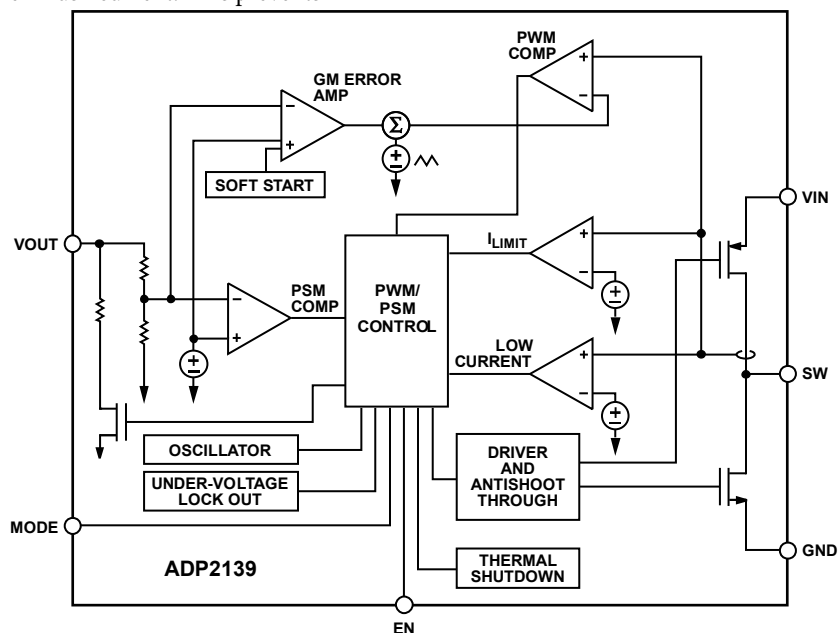 PWM
COMP
GM ERROR
AMP
+
−
−
+
Σ
+
−
SOFT START
VIN
VOUT
ILIMIT
+
−
+
−
PSM
COMP
−
+
+
−
PWM/
PSM
CONTROL
LOW
CURRENT
+
−
+
−
SW
OSCILLATOR
UNDER-VOLTAGE
LOCK OUT
DRIVER
AND
ANTISHOOT
THROUGH
MODE
GND
THERMAL
SHUTDOWN
ADP2139
EN